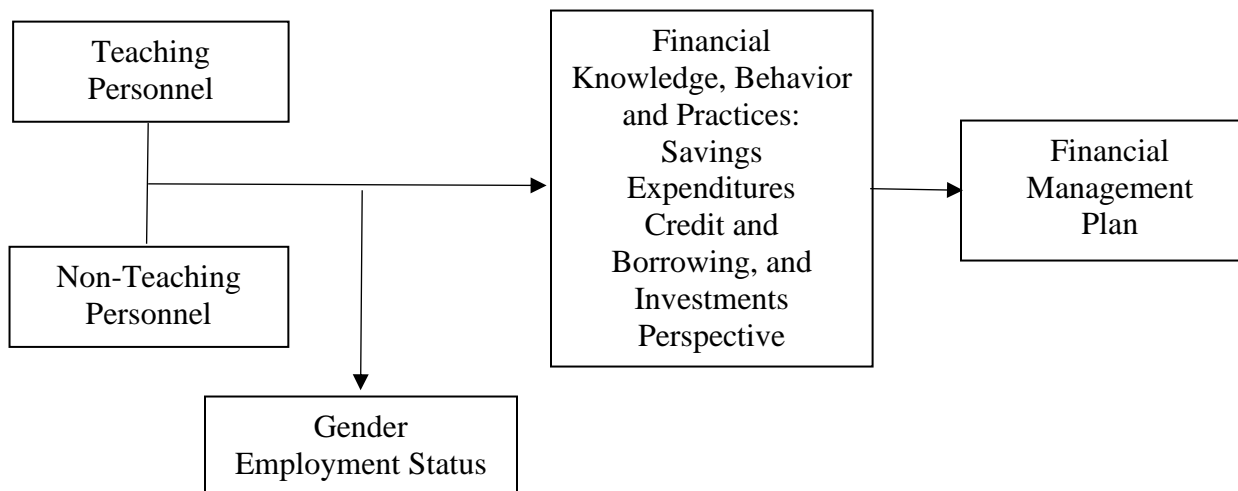 Teaching
Personnel
Non-Teaching
Personnel
Gender
Employment Status
Financial
Knowledge, Behavior
and Practices:
Savings
Expenditures
Credit and
Borrowing, and
Investments
Perspective
Financial
Management
Plan